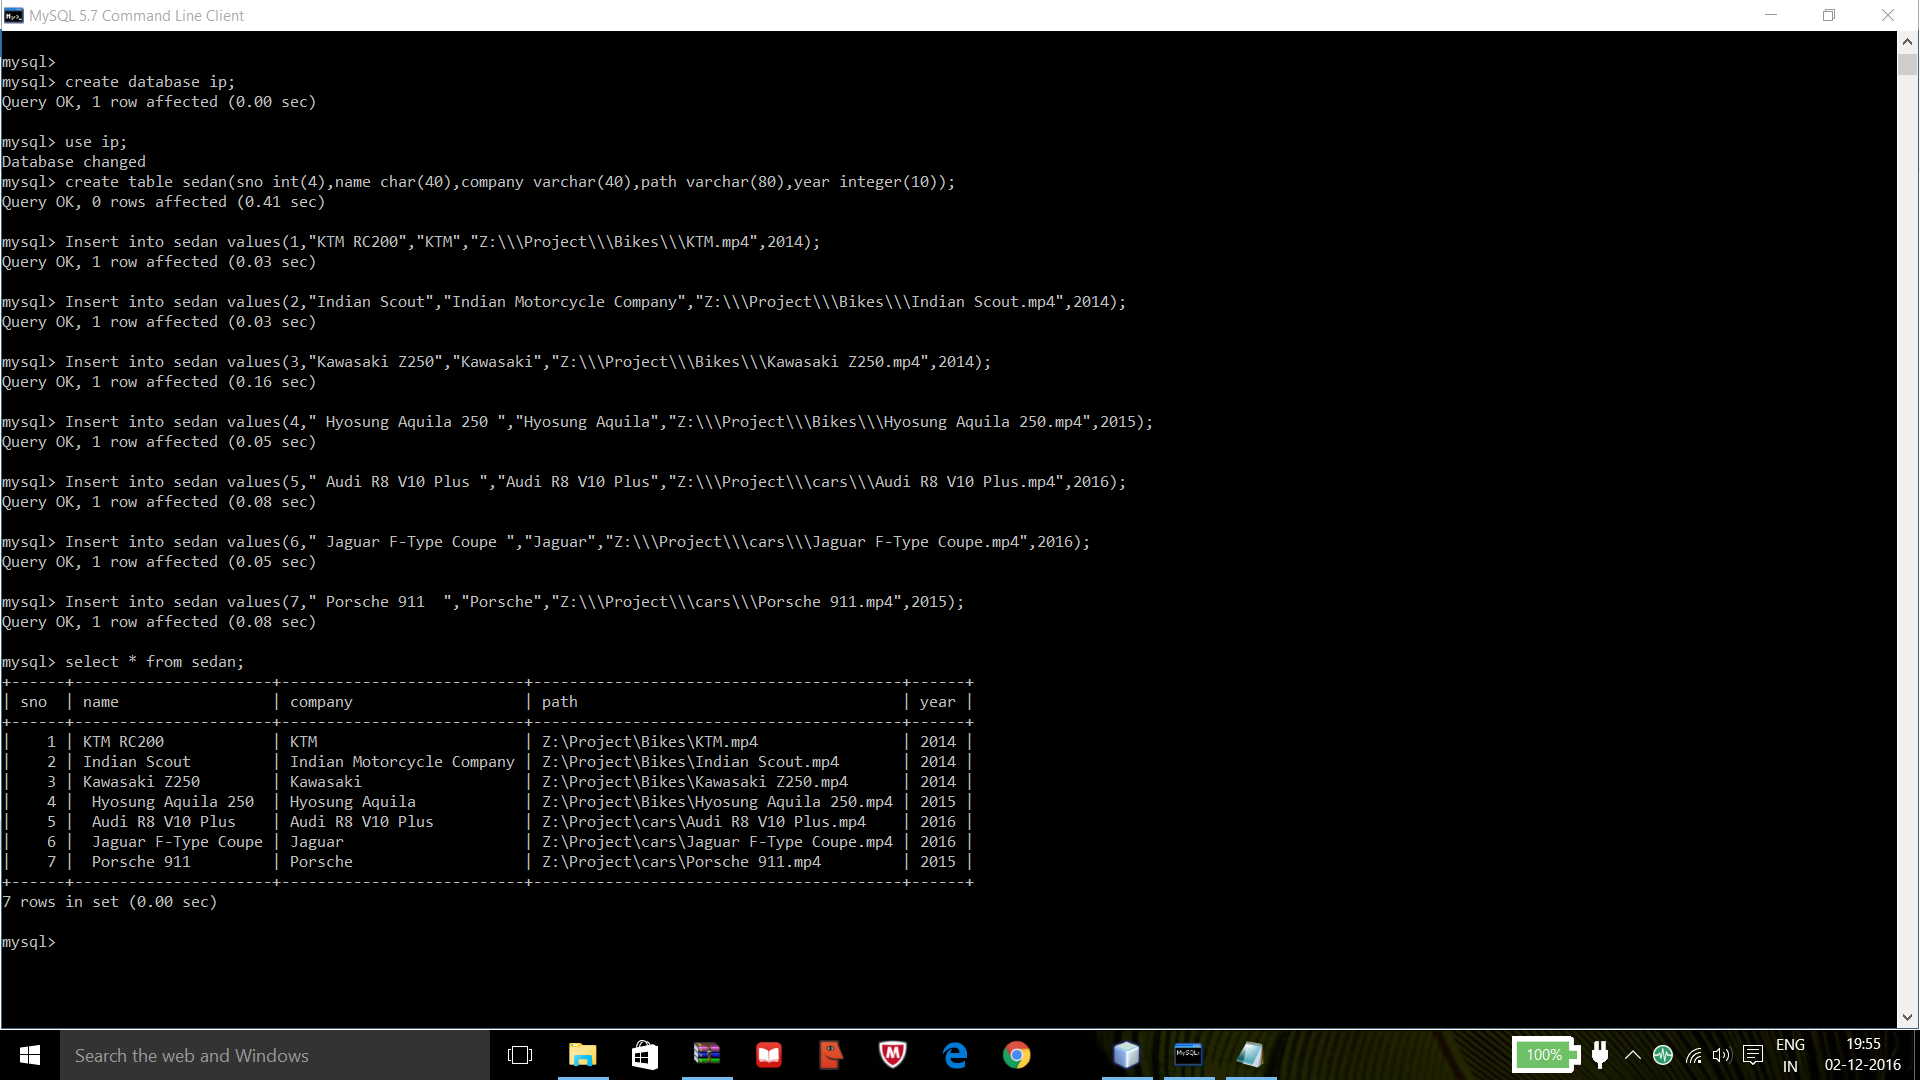 MySQL 5.7 Command Line Client
mysql>
mysql> create database ip;
Query OK, 1 row affected (0.00 sec)
mysql> use ip;
Database changed
mysql> create table sedan(sno int(4),name char(40),company varchar(40),path varchar(80),year integer(10));
Query OK, 0 rows affected (0.41 sec)
mysql> Insert into sedan values(1,"KTM RC200","KTM","Z:\\\Project\\\Bikes\\\KTM.mp4",2014);
Query OK, 1 row affected (0.03 sec)
mysql> Insert into sedan values(2,"Indian Scout","Indian Motorcycle Company","Z:\\\Project\\\Bikes\\\Indian Scout.mp4",2014);
Query OK, 1 row affected (0.03 sec)
mysql> Insert into sedan values(3,"Kawasaki Z250","Kawasaki","Z:\\\Project\\\Bikes\\\Kawasaki Z250.mp4",2014);
Query OK, 1 row affected (0.16 sec)
mysql> Insert into sedan values(4," Hyosung Aquila 250 ","Hyosung Aquila","Z:\\\Project\\\Bikes\\\Hyosung Aquila 250.mp4",2015);
Query OK, 1 row affected (0.05 sec)
mysql> Insert into sedan values(5," Audi R8 V10 Plus ","Audi R8 V10 Plus","Z:\\\Project\\\cars\\\Audi R8 V10 Plus.mp4",2016);
Query OK, 1 row affected (0.08 sec)
mysql> Insert into sedan values(6," Jaguar F-Type Coupe ","Jaguar","Z:\\\Project\\\cars\\\Jaguar F-Type Coupe.mp4",2016);
Query OK, 1 row affected (0.05 sec)
mysql> Insert into sedan values(7," Porsche 911  ","Porsche","Z:\\\Project\\\cars\\\Porsche 911.mp4",2015);
Query OK, 1 row affected (0.08 sec)
mysql> select * from sedan;
+------+----------------------+---------------------------+-----------------------------------------+------+
| sno  | name                 | company                   | path                                    | year |
+------+----------------------+---------------------------+-----------------------------------------+------+
|    1 | KTM RC200            | KTM                       | Z:\Project\Bikes\KTM.mp4                | 2014 |
|    2 | Indian Scout         | Indian Motorcycle Company | Z:\Project\Bikes\Indian Scout.mp4       | 2014 |
|    3 | Kawasaki Z250        | Kawasaki                  | Z:\Project\Bikes\Kawasaki Z250.mp4      | 2014 |
|    4 |  Hyosung Aquila 250  | Hyosung Aquila            | Z:\Project\Bikes\Hyosung Aquila 250.mp4 | 2015 |
|    5 |  Audi R8 V10 Plus    | Audi R8 V10 Plus          | Z:\Project\cars\Audi R8 V10 Plus.mp4    | 2016 |
|    6 |  Jaguar F-Type Coupe | Jaguar                    | Z:\Project\cars\Jaguar F-Type Coupe.mp4 | 2016 |
|    7 |  Porsche 911         | Porsche                   | Z:\Project\cars\Porsche 911.mp4         | 2015 |
+------+----------------------+---------------------------+-----------------------------------------+------+
7 rows in set (0.00 sec)
mysql>
Search the web and Windows
MySQL>
100%
ENG
IN
19:55
02-12-2016